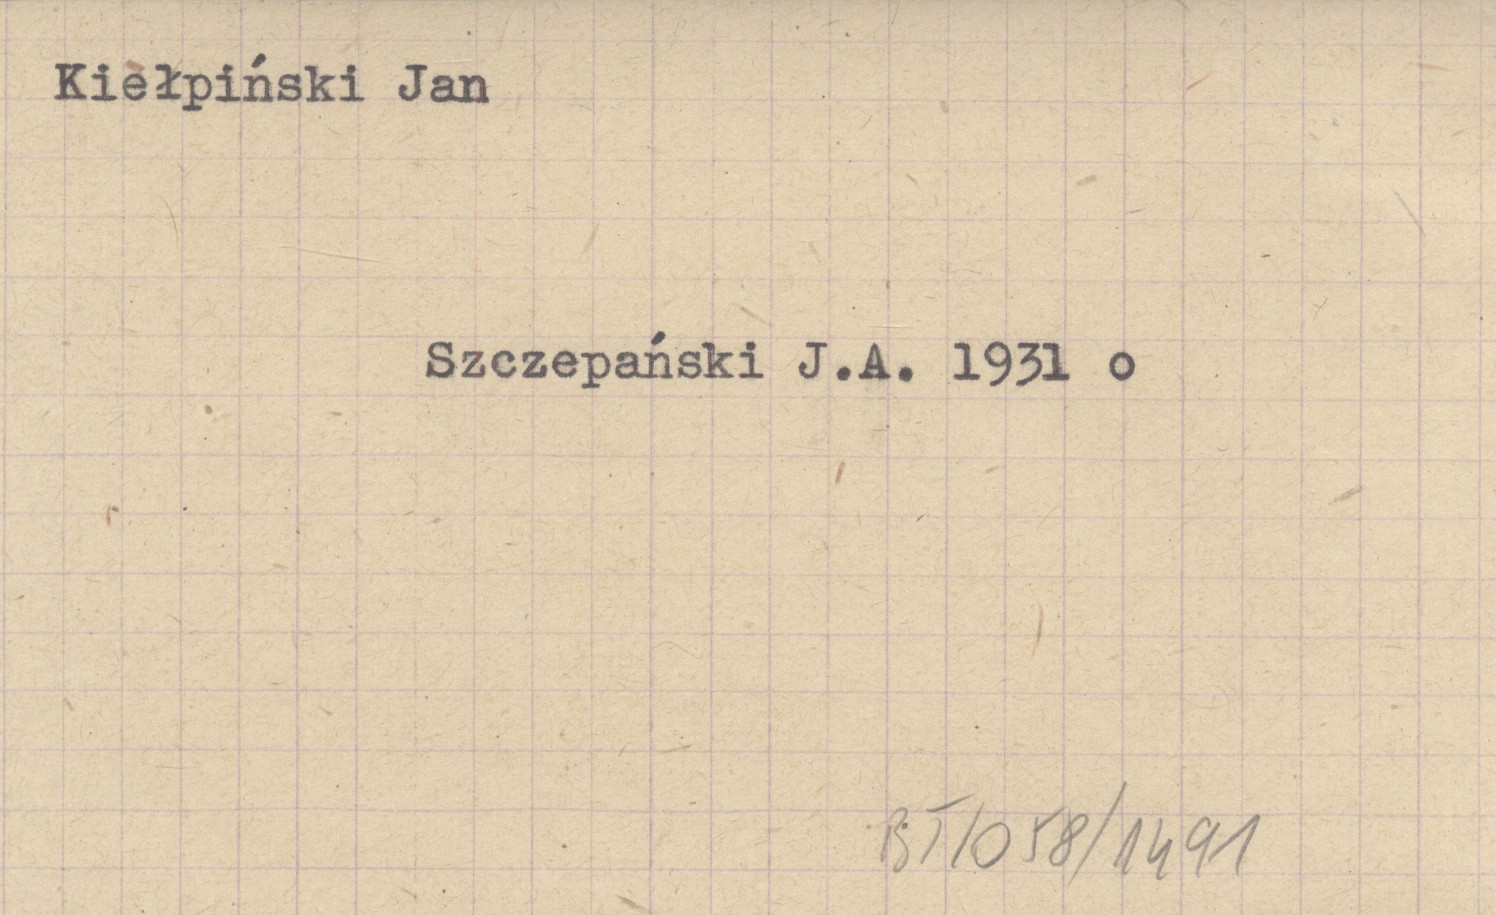 Kiełpiński Jan
Szczepański J.A. 1931 o
BT/058/1491